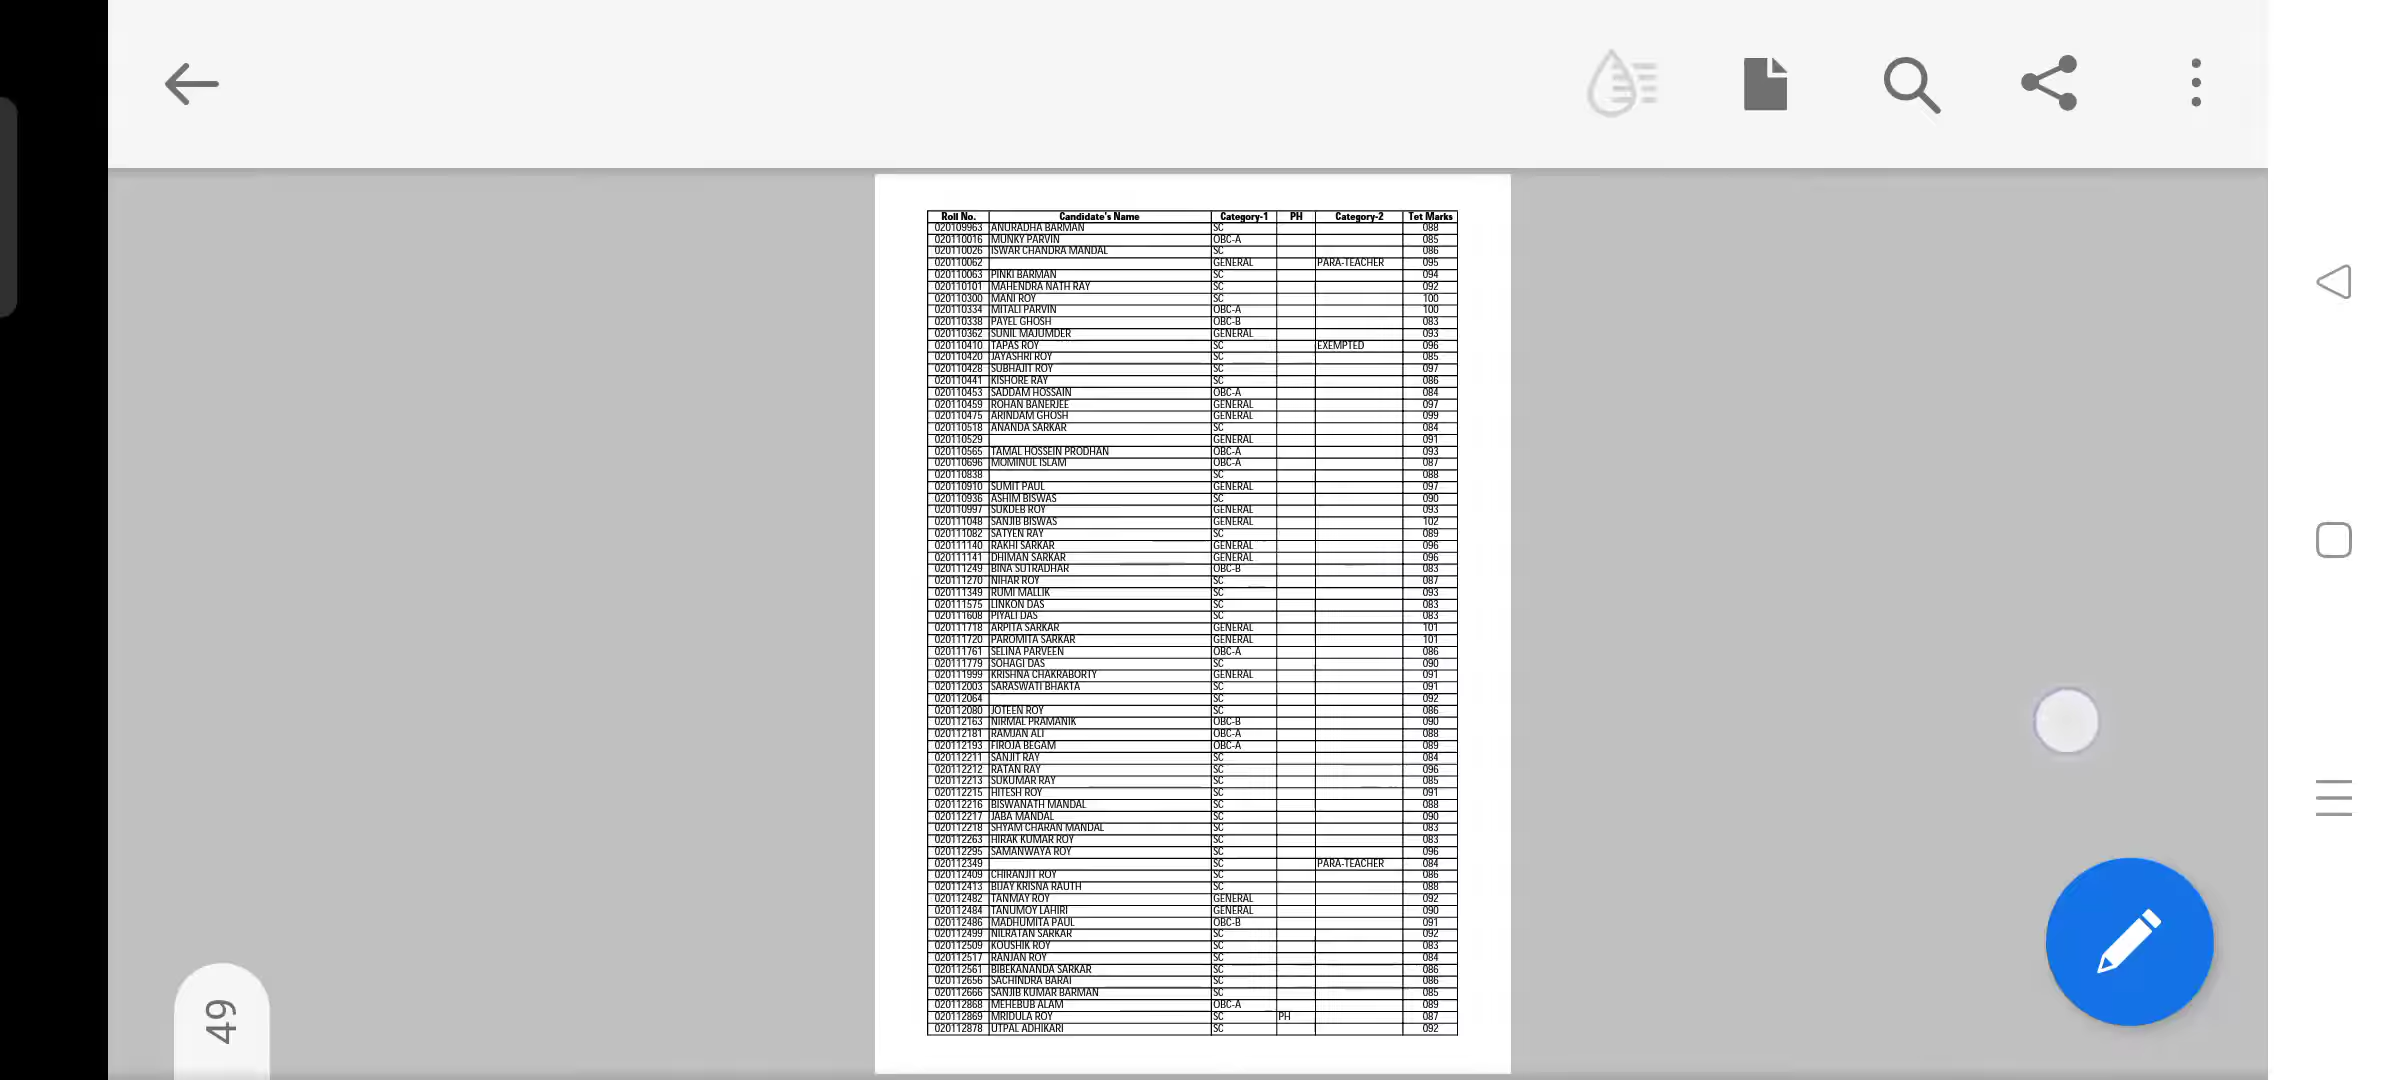 Roll No. Candidate's Name Category-1 PH Category-2 Tet Marks
020109963 ANURADHA BARMAN SC 088
020110016 MUNKY PARVIN OBC-A 085
020110026 ISWAR CHANDRA MANDAL SC 086
020110062 GENERAL PARA-TEACHER 095
020110063 PINKI BARMAN SC 094
020110101 MAHENDRA NATH RAY SC 092
020110300 MANI ROY SC 100
020110334 MITALI PARVIN OBC-A 100
020110338 PAYEL GHOSH OBC-B 083
020110362 SUNIL MAJUMDER GENERAL 093
020110410 TAPAS ROY SC EXEMPTED 096
020110420 JAYASHRI ROY SC 085
020110428 SUBHAJIT ROY SC 097
020110441 KISHORE RAY SC 086
020110453 SADDAM HOSSAIN OBC-A 084
020110459 ROHAN BANERJEE GENERAL 097
020110475 ARINDAM GHOSH GENERAL 099
020110518 ANANDA SARKAR SC 084
020110529 GENERAL 091
020110565 TAMAL HOSSEIN PRODHAN OBC-A 093
020110696 MOMINUL ISLAM OBC-A 087
020110838 SC 088
020110910 SUMIT PAUL GENERAL 097
020110936 ASHIM BISWAS SC 090
020110997 SUKDEB ROY GENERAL 093
020111048 SANJIB BISWAS GENERAL 102
020111082 SATYEN RAY SC 089
020111140 RAKHI SARKAR GENERAL 096
020111141 DHIMAN SARKAR GENERAL 096
020111249 BINA SUTRADHAR OBC-B 083
020111270 NIHAR ROY SC 087
020111349 RUMI MALLIK SC 093
020111575 LINKON DAS SC 083
020111608 PIYALI DAS SC 083
020111718 ARPITA SARKAR GENERAL 101
020111720 PAROMITA SARKAR GENERAL 101
020111761 SELINA PARVEEN OBC-A 086
020111779 SOHAGI DAS SC 090
020111999 KRISHNA CHAKRABORTY GENERAL 091
020112003 SARASWATI BHAKTA SC 091
020112064 SC 092
020112080 JOTEEN ROY SC 086
020112163 NIRMAL PRAMANIK OBC-B 090
020112181 RAMJAN ALI OBC-A 088
020112193 FIROJA BEGAM OBC-A 089
020112211 SANJIT RAY SC 084
020112212 RATAN RAY SC 096
020112213 SUKUMAR RAY SC 085
020112215 HITESH ROY SC 091
020112216 BISWANATH MANDAL SC 088
020112217 JABA MANDAL SC 090
020112218 SHYAM CHARAN MANDAL SC 083
020112263 HIRAK KUMAR ROY SC 083
020112295 SAMANWAYA ROY SC 096
020112349 SC PARA-TEACHER 084
020112409 CHIRANJIT ROY SC 086
020112413 BIJAY KRISNA RAUTH SC 088
020112482 TANMAY ROY GENERAL 092
020112484 TANUMOY LAHIRI GENERAL 090
020112486 MADHUMITA PAUL OBC-B 091
020112499 NILRATAN SARKAR SC 092
020112509 KOUSHIK ROY SC 083
020112517 RANJAN ROY SC 084
020112561 BIBEKANANDA SARKAR SC 086
020112656 SACHINDRA BARAI SC 086
020112666 SANJIB KUMAR BARMAN SC 085
020112868 MEHEBUB ALAM OBC-A 089
020112869 MRIDULA ROY SC PH 087
020112878 UTPAL ADHIKARI SC 092
49